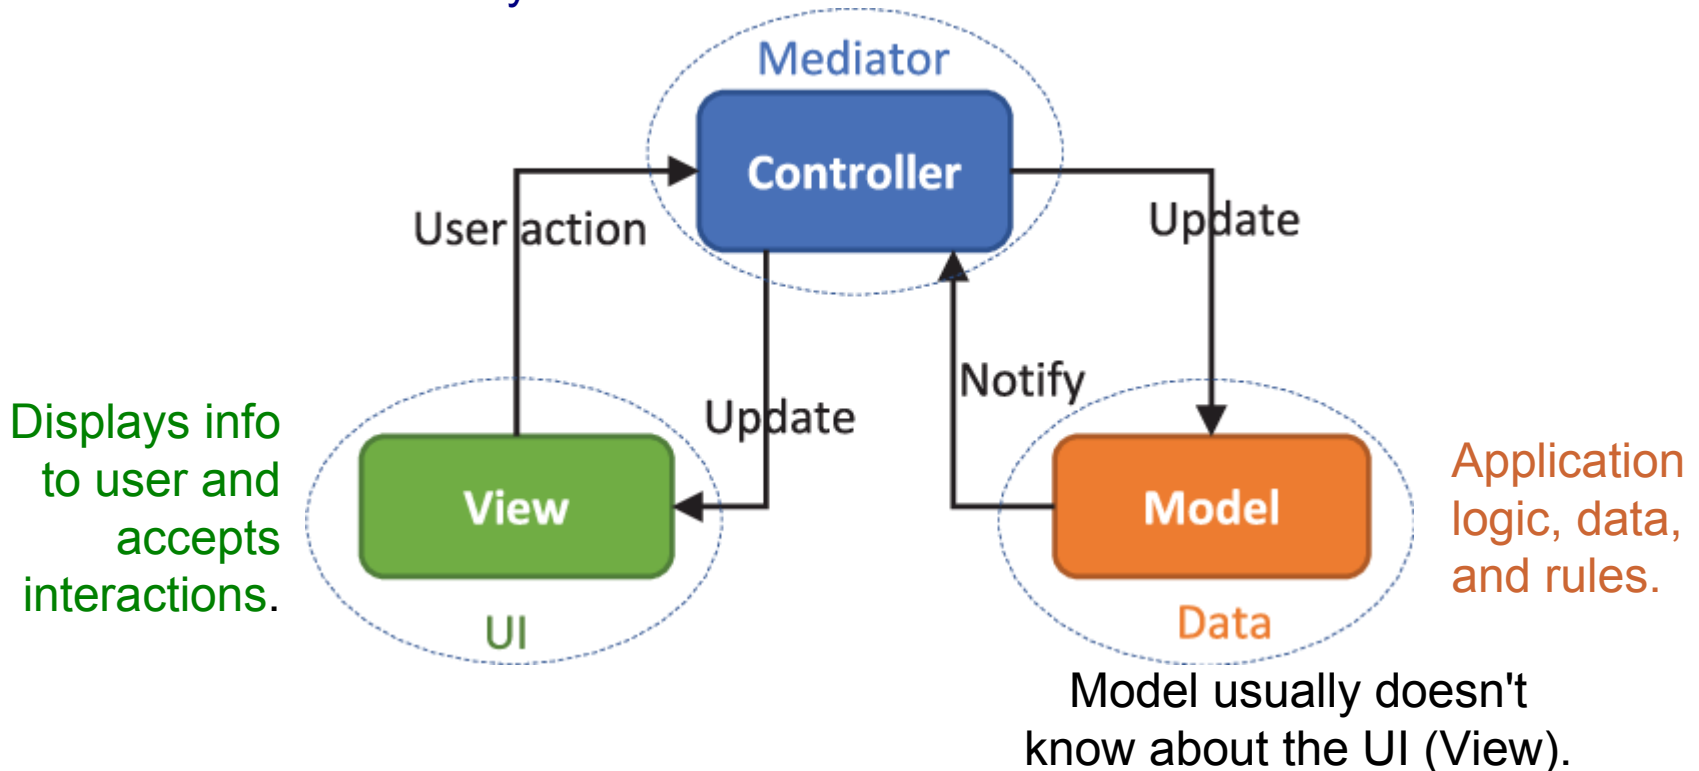 Mediator
Controller
User action
Update
Notify
Update
Displays info
to user and
accepts
interactions.
View
UI
Model
Data
Application
logic, data,
and rules.
Model usually doesn't
know about the UI (View).